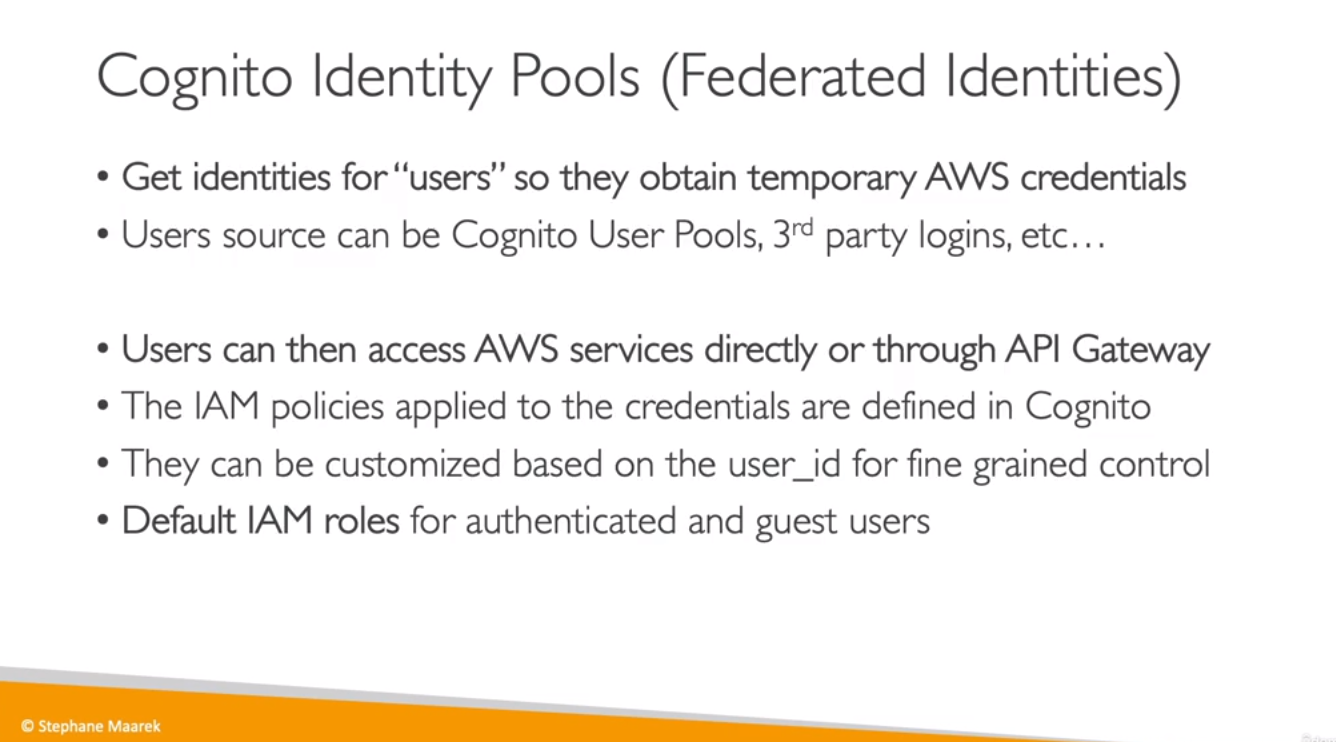 Cognito Identity Pools (Federated Identities)
• Get identities for “users” so they obtain temporary AWS credentials
• Users source can be Cognito User Pools, 3rd party logins, etc…
• Users can then access AWS services directly or through API Gateway
• The IAM policies applied to the credentials are defined in Cognito
• They can be customized based on the user_id for fine grained control
• Default IAM roles for authenticated and guest users
© Stephane Maarek